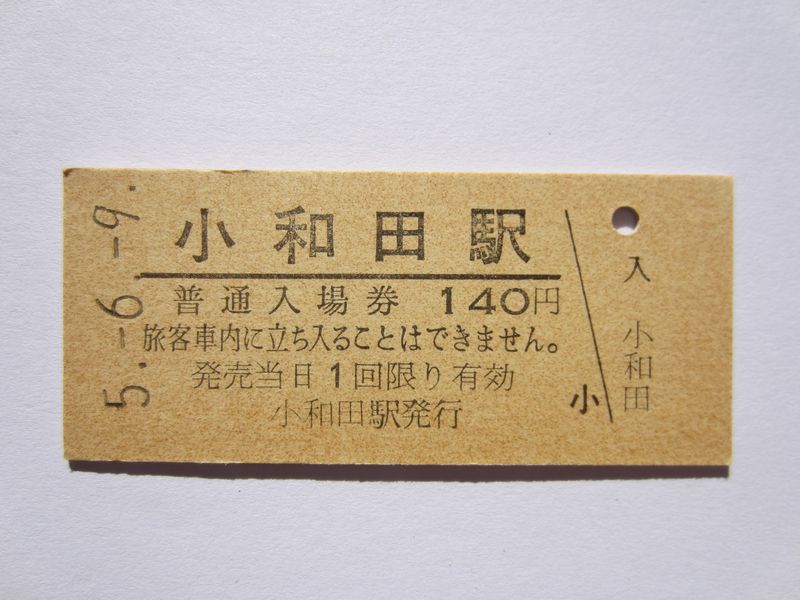 5.-6.-9.
小和田駅
普通入場券 140円
旅客車内に立ち入ることはできません。
発売当日1回限り有効
小和田駅発行
小
入
小和田